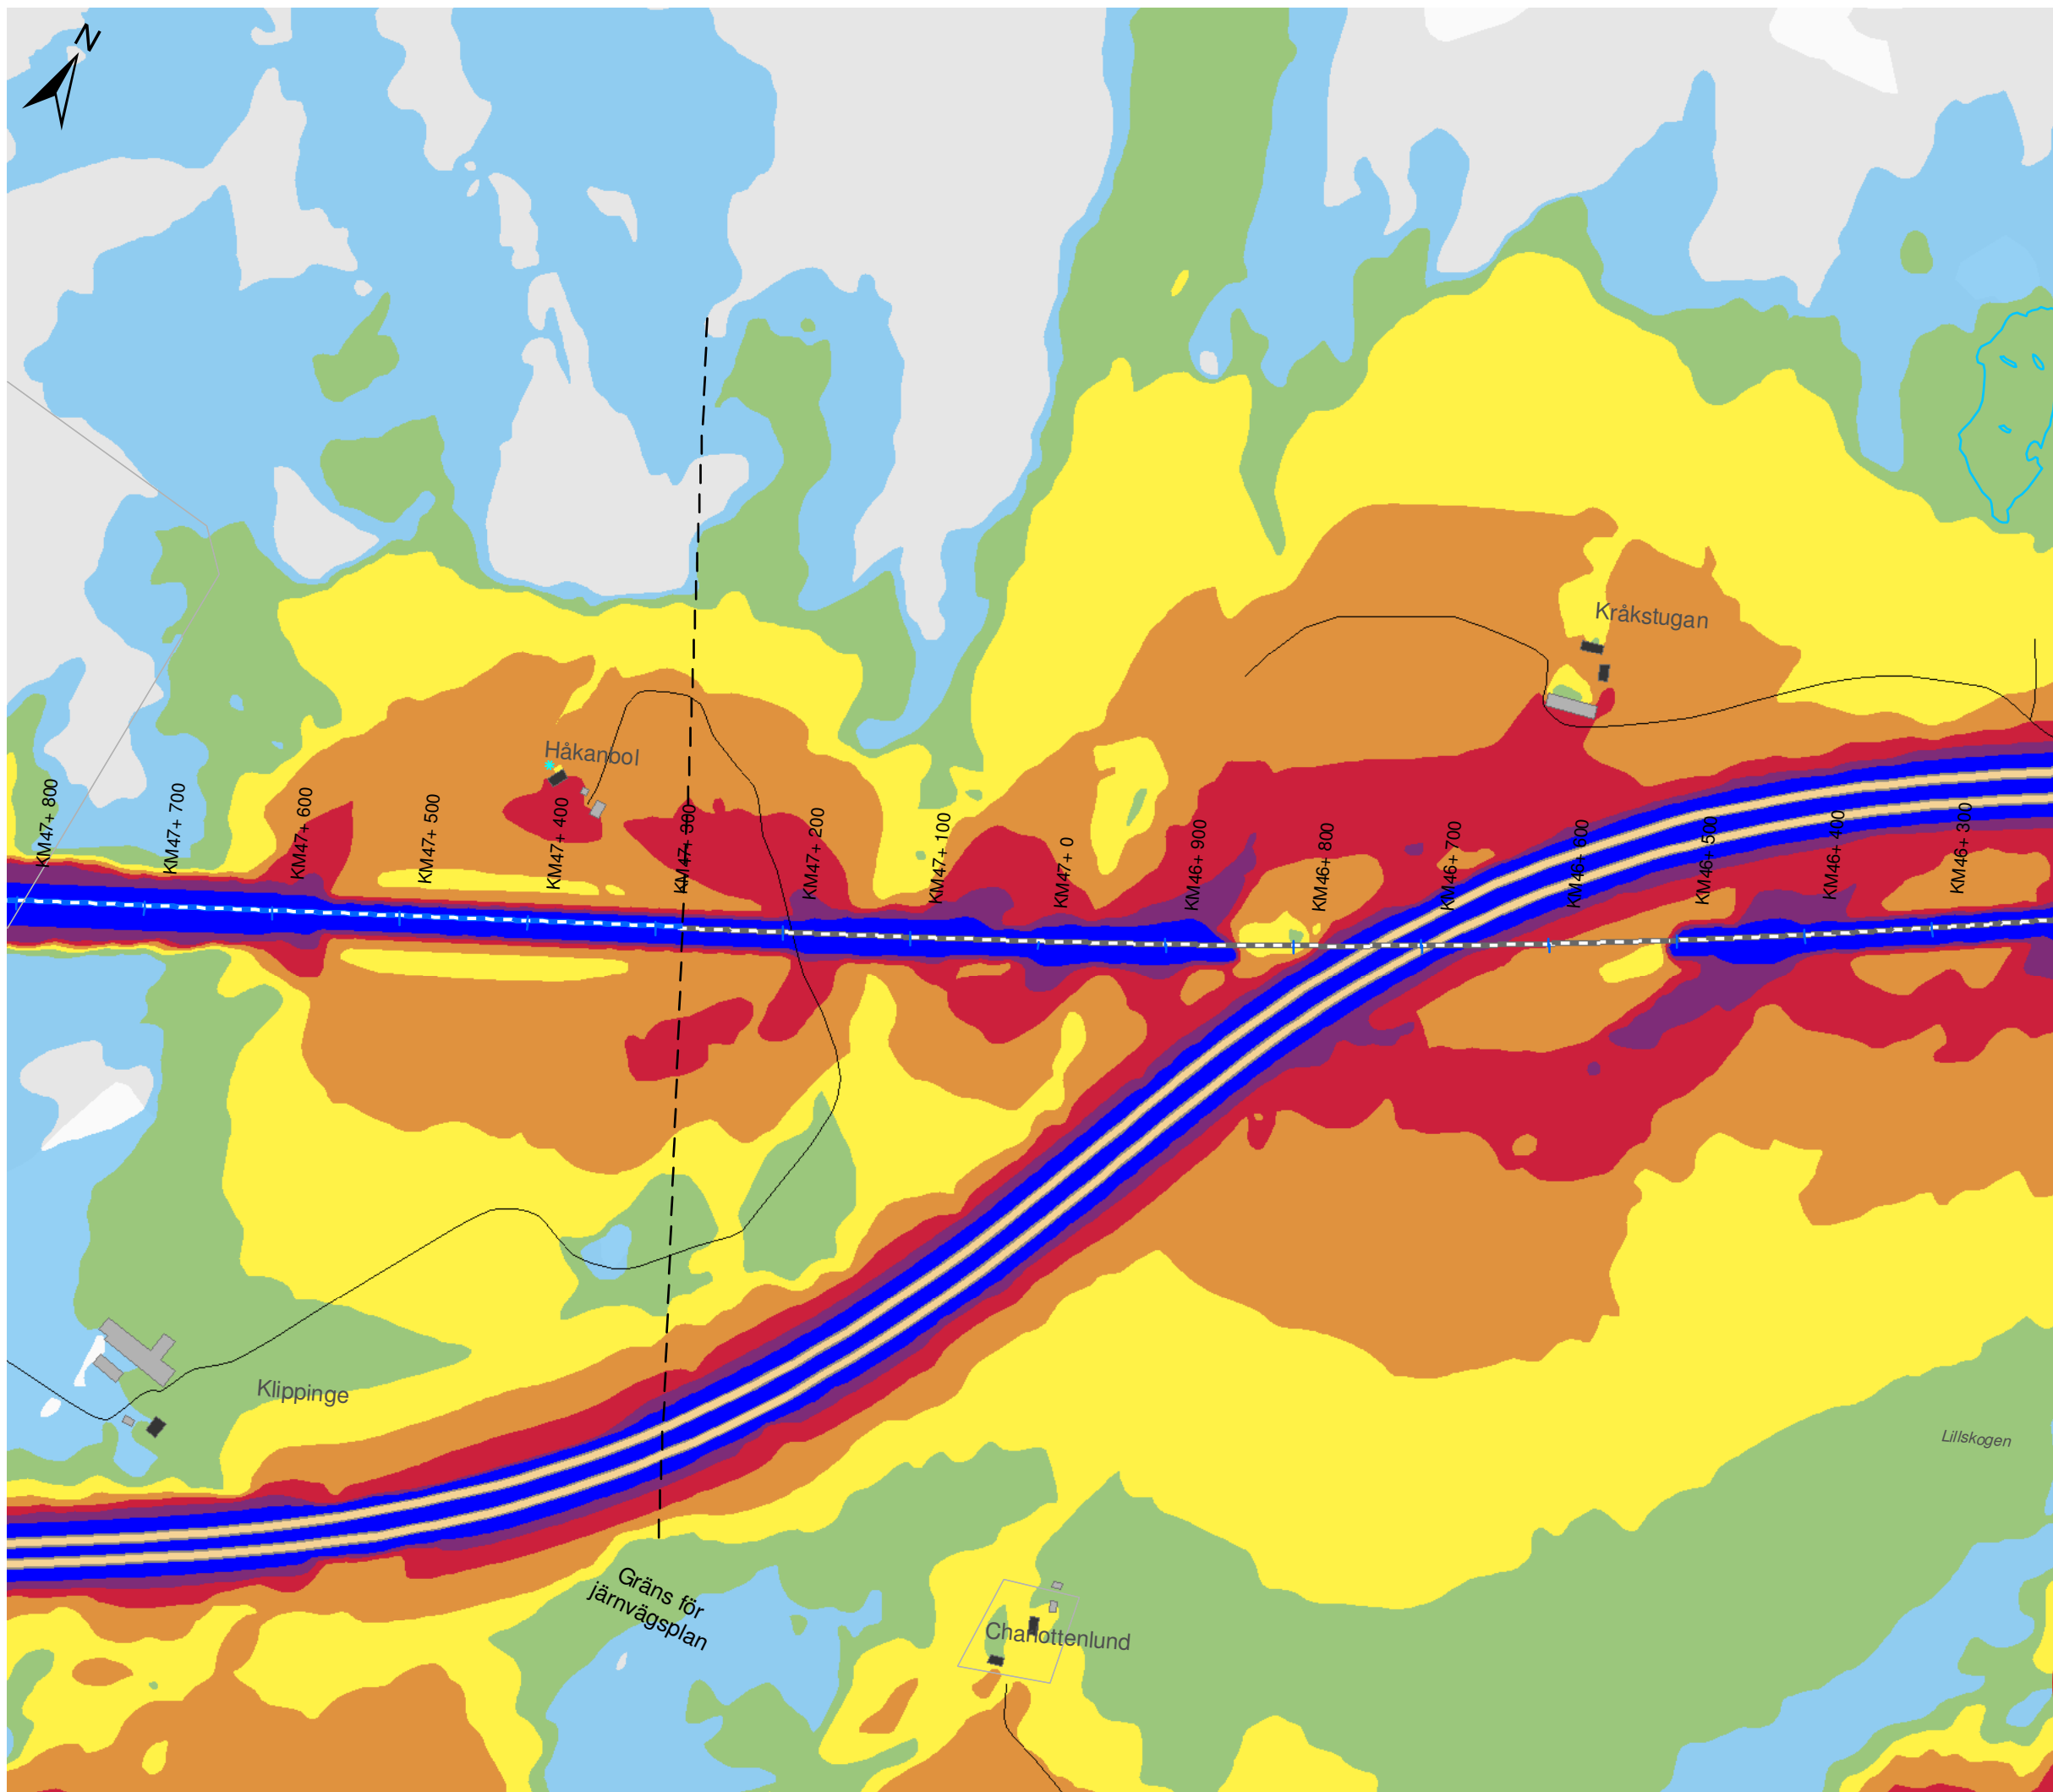 N
Kråkstugan
Håkanbol
KM47+ 800
KM47+ 700
KM47+ 600
KM47+ 500
KM47+ 400
KM47+ 300
KM47+ 200
KM47+ 100
KM47+ 0
KM46+ 900
KM46+ 800
KM46+ 700
KM46+ 600
KM46+ 500
KM46+ 400
KM46+ 300
Klippinge
Lillskogen
Gräns för
järnvägsplan
Charlottenlund